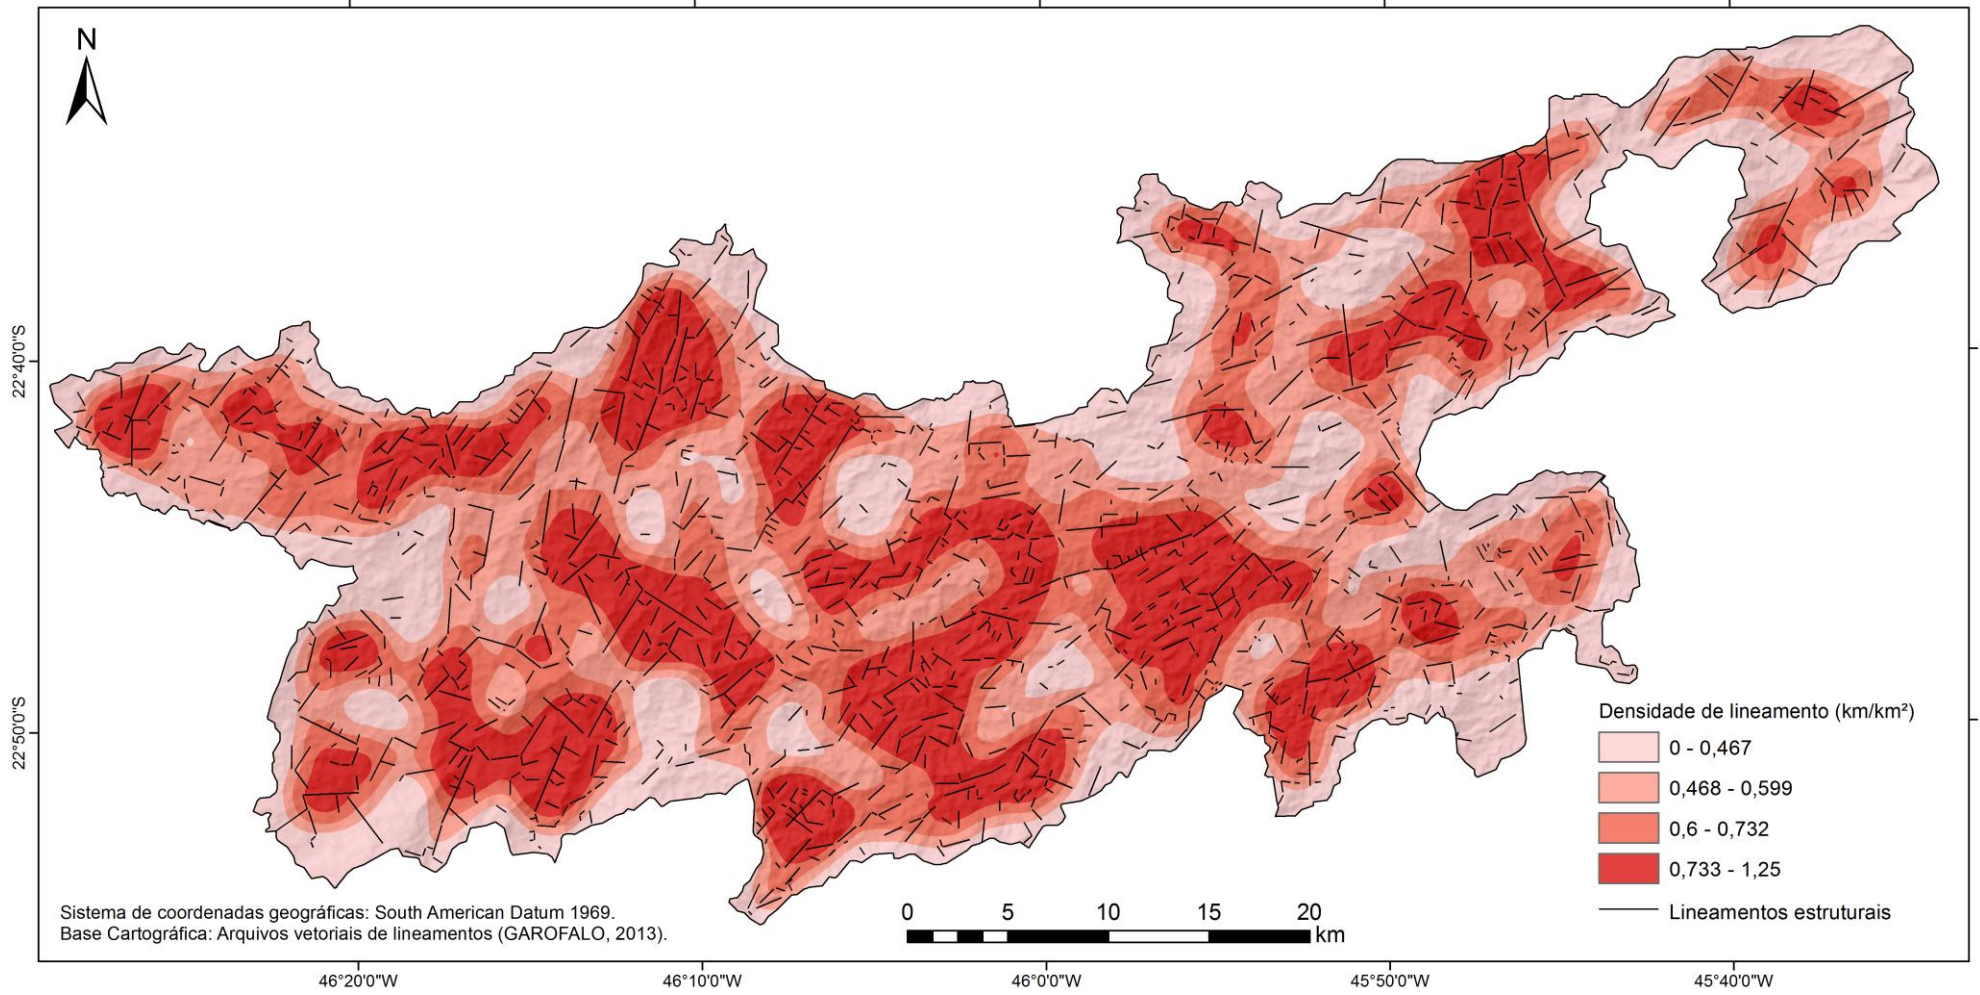 N
22°40'0"S
22°50'0"S
Densidade de lineamento (km/km²)
0 - 0,467
0,468 - 0,599
0,6 - 0,732
0,733 - 1,25
Lineamentos estruturais
Sistema de coordenadas geográficas: South American Datum 1969.
Base Cartográfica: Arquivos vetoriais de lineamentos (GAROFALO, 2013).
0 5 10 15 20
km
46°20'0"W 46°10'0"W 46°0'0"W 45°50'0"W 45°40'0"W